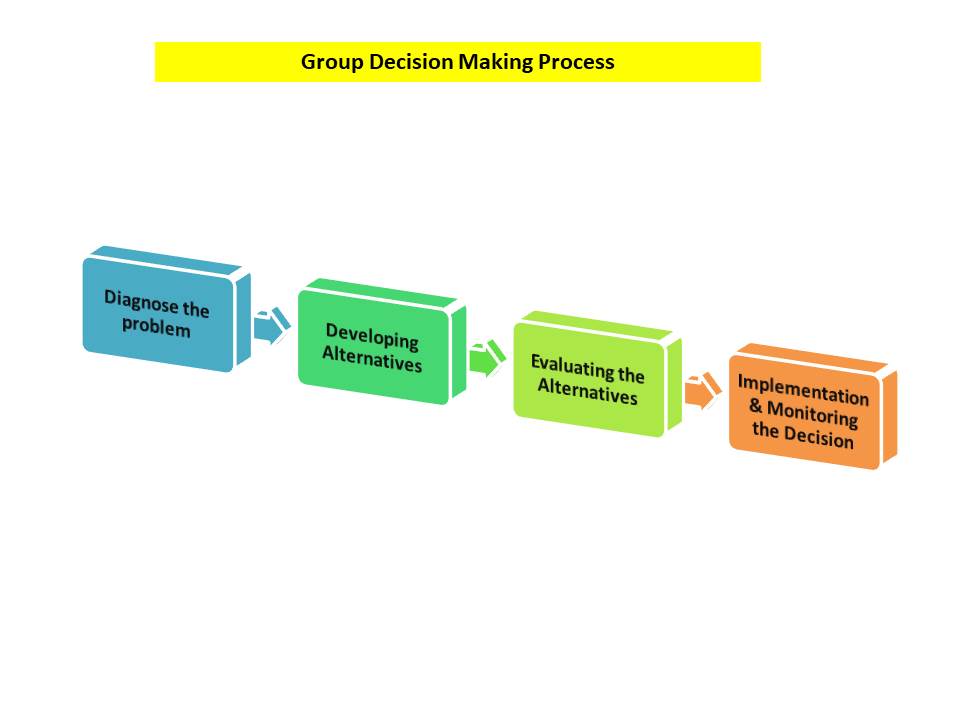 Group Decision Making Process
Diagnose the
problem
Developing
Alternatives
Evaluating the
Alternatives
Implementation
& Monitoring
the Decision